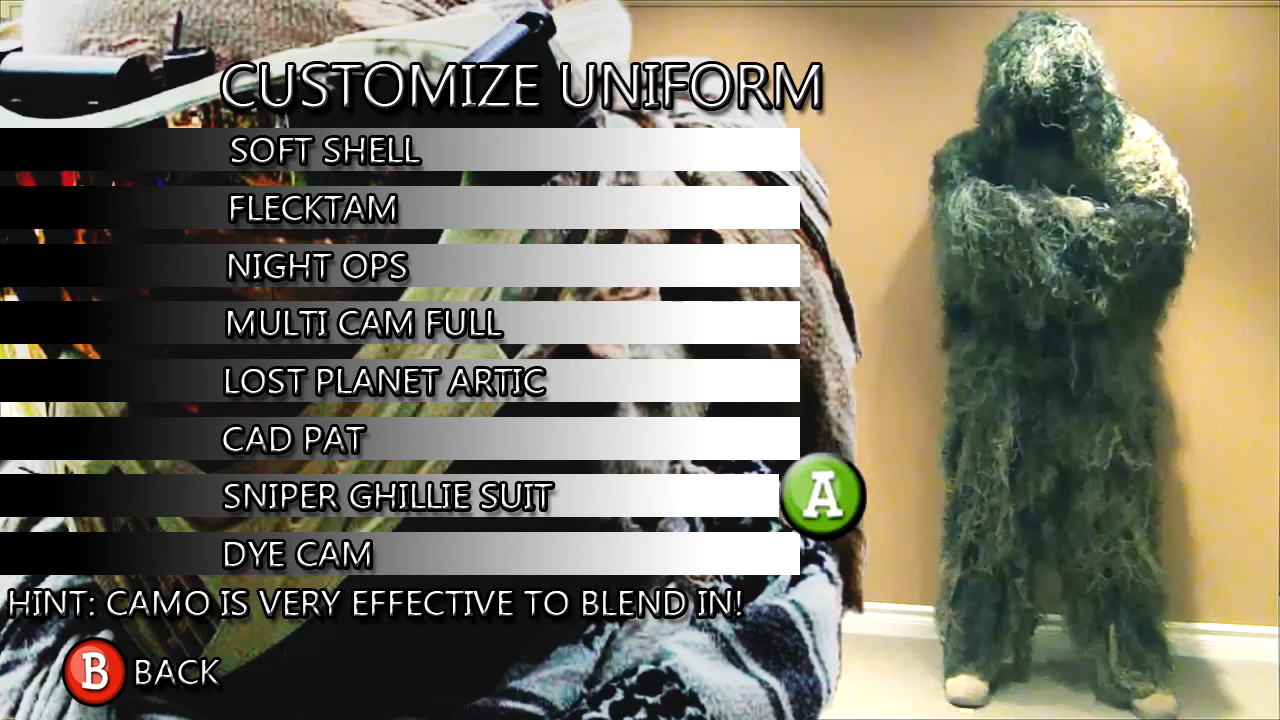 CUSTOMIZE UNIFORM
SOFT SHELL
FLECKTAM
NIGHT OPS
MULTI CAM FULL
LOST PLANET ARTIC
CAD PAT
SNIPER GHILLIE SUIT
A
DYE CAM
HINT: CAMO IS VERY EFFECTIVE TO BLEND IN!
B BACK